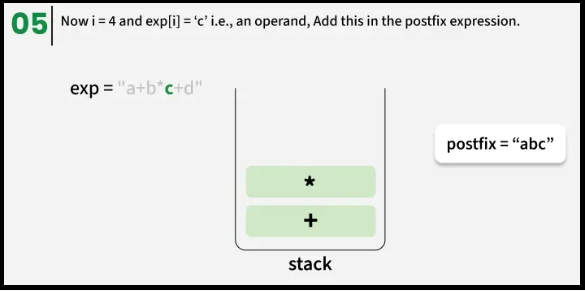 05
Now i = 4 and exp[i] = ‘c’ i.e., an operand, Add this in the postfix expression.
exp = "a+b*c+d"
postfix = “abc”
*
+
stack